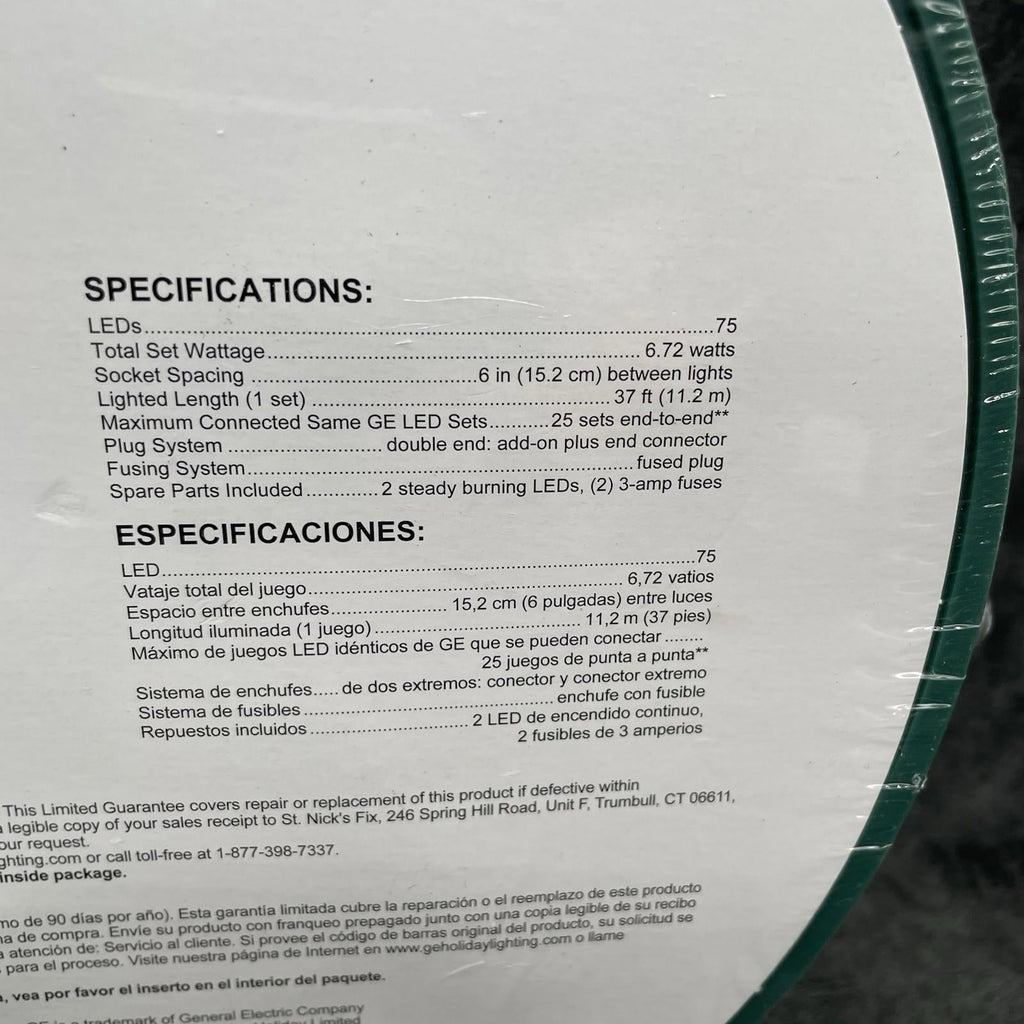 SPECIFICATIONS:
LEDs...............................................................................................75
Total Set Wattage.............................................................. 6.72 watts
Socket Spacing ......................................6 in (15.2 cm) between lights
Lighted Length (1 set) .................................................. 37 ft (11.2 m)
Maximum Connected Same GE LED Sets..........25 sets end-to-end**
Plug System .......................... double end: add-on plus end connector
Fusing System................................................................. fused plug
Spare Parts Included............ 2 steady burning LEDs, (2) 3-amp fuses
ESPECIFICACIONES:
LED..........................................................................................75
Vataje total del juego..................................................... 6,72 vatios
Espacio entre enchufes.................... 15,2 cm (6 pulgadas) entre luces
Longitud iluminada (1 juego)................................... 11,2 m (37 pies)
Máximo de juegos LED idénticos de GE que se pueden conectar ........
25 juegos de punta a punta**
Sistema de enchufes..... de dos extremos: conector y conector extremo
Sistema de fusibles.......................................... enchufe con fusible
Repuestos incluidos........................... 2 LED de encendido continuo,
2 fusibles de 3 amperios
This Limited Guarantee covers repair or replacement of this product if defective within
legible copy of your sales receipt to St. Nick's Fix, 246 Spring Hill Road, Unit F, Trumbull, CT 06611,
our request.
ghting.com or call toll-free at 1-877-398-7337.
inside package.
mo de 90 días por año). Esta garantía limitada cubre la reparación o el reemplazo de este producto
na de compra. Envíe su producto con franqueo prepagado junto con una copia legible de su recibo
a atención de: Servicio al cliente. Si provee el código de barras original del producto, su solicitud se
para el proceso. Visite nuestra página de Internet en www.geholidaylighting.com o llame
a, vea por favor el inserto en el interior del paquete.
GE is a trademark of General Electric Company
Holiday Limited